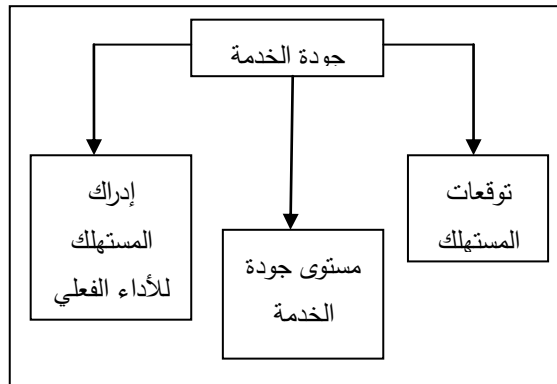 جودة الخدمة
توقعات
المستهلك
مستوى جودة
الخدمة
إدراك
المستهلك
للأداء الفعلي